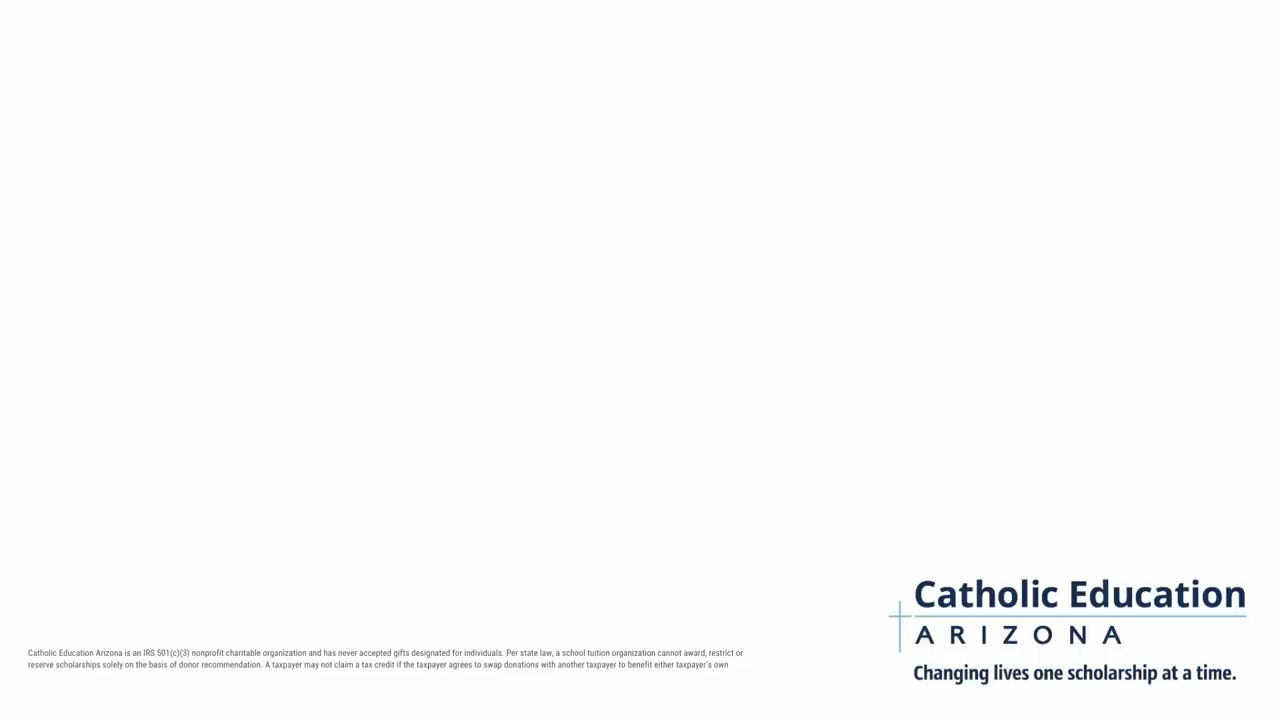 Catholic Education
ARIZONA
Changing lives one scholarship at a time.
Catholic Education Arizona is an IRS 501(c)(3) nonprofit charitable organization and has never accepted gifts designated for individuals. Per state law, a school tuition organization cannot award, restrict or
reserve scholarships solely on the basis of donor recommendation. A taxpayer may not claim a tax credit if the taxpayer agrees to swap donations with another taxpayer to benefit either taxpayer's own